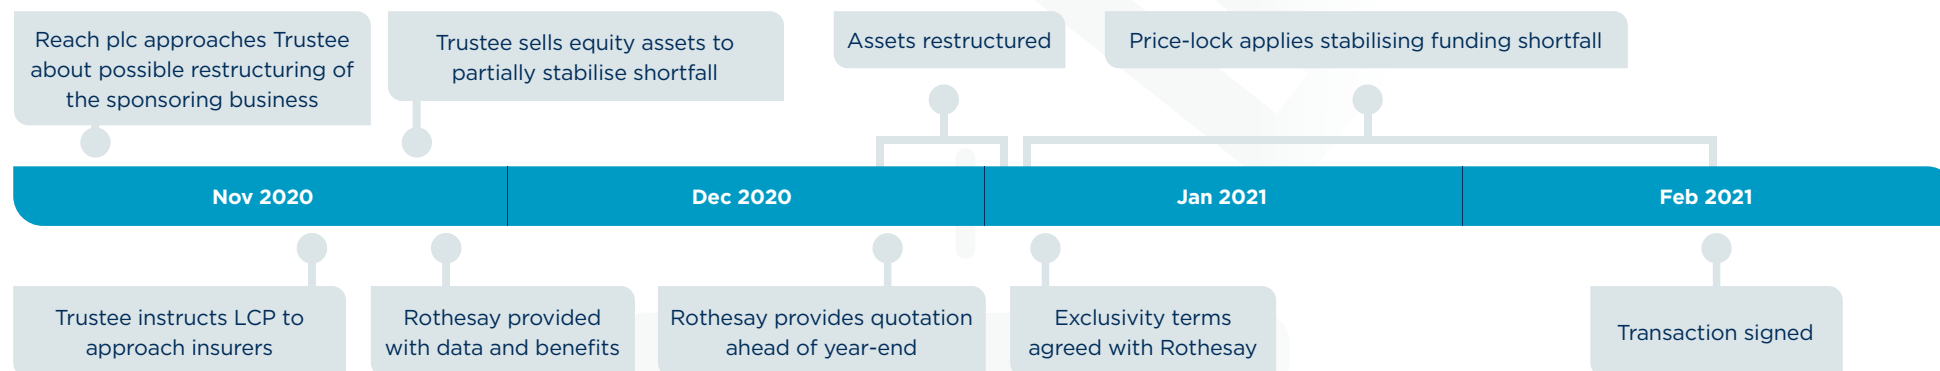 Reach plc approaches Trustee
about possible restructuring of
the sponsoring business
Trustee sells equity assets to
partially stabilise shortfall
Assets restructured
Price-lock applies stabilising funding shortfall
Nov 2020
Dec 2020
Jan 2021
Feb 2021
Trustee instructs LCP to
approach insurers
Rothesay provided
with data and benefits
Rothesay provides quotation
ahead of year-end
Exclusivity terms
agreed with Rothesay
Transaction signed